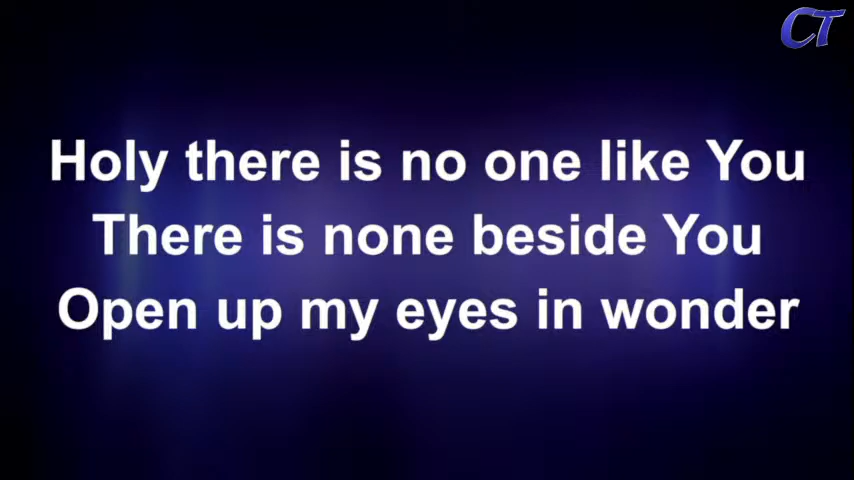 CT
Holy there is no one like You
There is none beside You
Open up my eyes in wonder